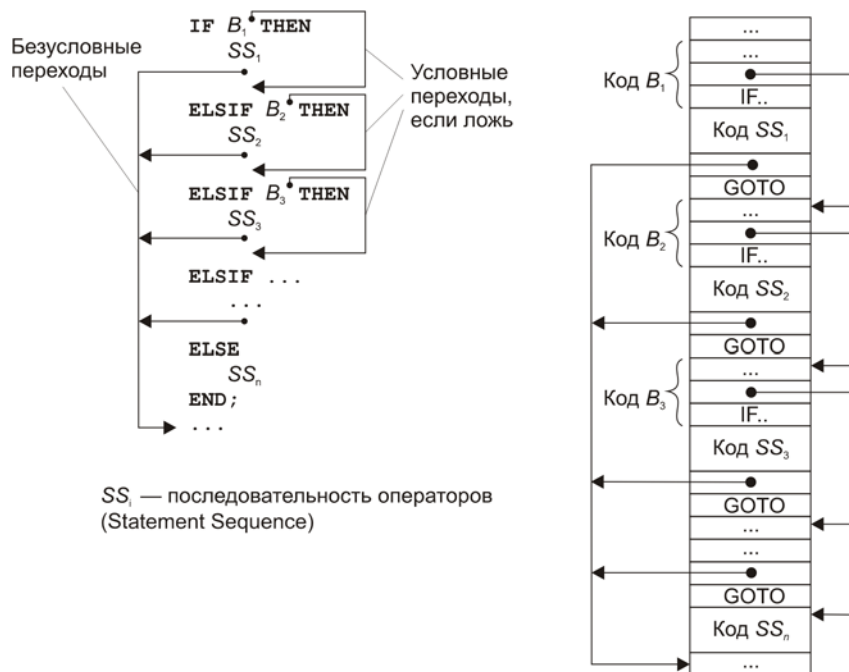 IF B₁ THEN
SS₁
ELSIF B₂ THEN
SS₂
ELSIF B₃ THEN
SS₃
ELSIF ...
...
ELSE
SSₙ
END;
...
Безусловные
переходы
Условные
переходы,
если ложь
SSᵢ — последовательность операторов
(Statement Sequence)
...
...
Код B₁
IF..
Код SS₁
GOTO
...
Код B₂
IF..
Код SS₂
GOTO
...
Код B₃
IF..
Код SS₃
GOTO
...
...
GOTO
Код SSₙ
...